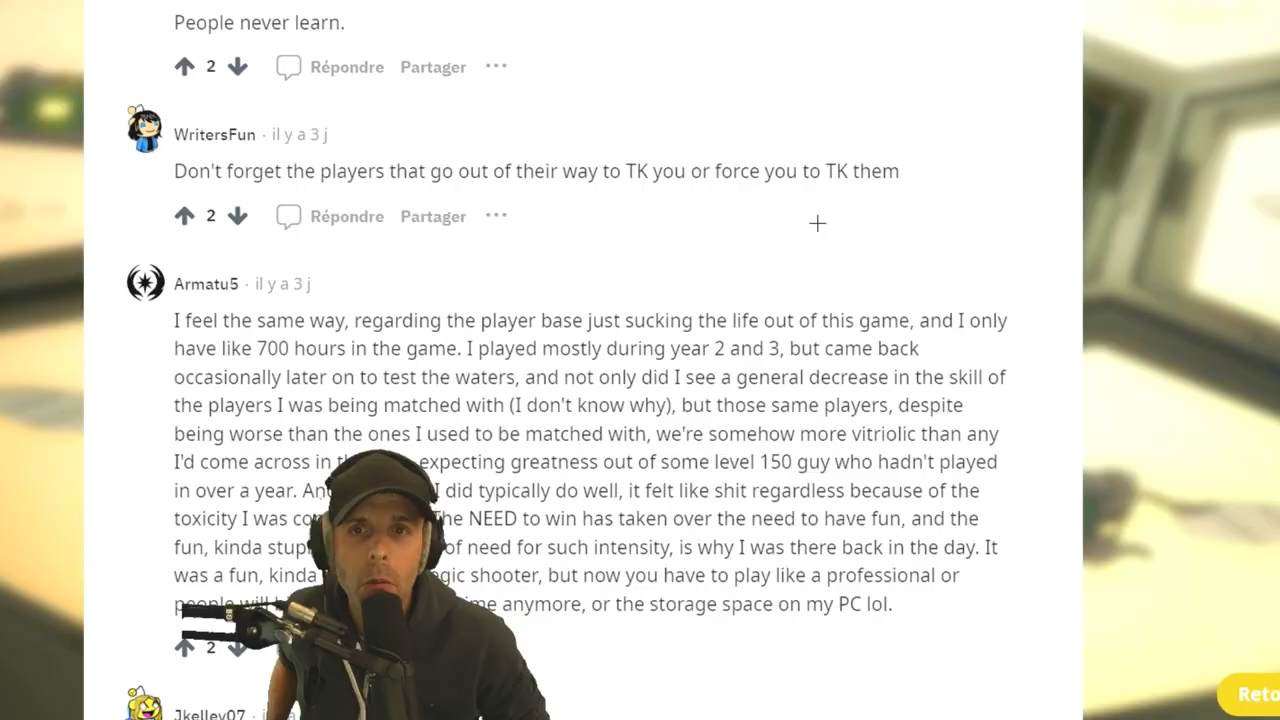 People never learn.
2 Répondre Partager ...
WritersFun · il y a 3 j
Don't forget the players that go out of their way to TK you or force you to TK them
2 Répondre Partager ...
Armatu5 · il y a 3 j
I feel the same way, regarding the player base just sucking the life out of this game, and I only
have like 700 hours in the game. I played mostly during year 2 and 3, but came back
occasionally later on to test the waters, and not only did I see a general decrease in the skill of
the players I was being matched with (I don't know why), but those same players, despite
being worse than the ones I used to be matched with, we're somehow more vitriolic than any
I'd come across in expecting greatness out of some level 150 guy who hadn't played
in over a year. I did typically do well, it felt like shit regardless because of the
toxicity I was The NEED to win has taken over the need to have fun, and the
fun, kinda of need for such intensity, is why I was there back in the day. It
was a fun, kinda shooter, but now you have to play like a professional or
people will anymore, or the storage space on my PC lol.
2
Jkelley07
Reto